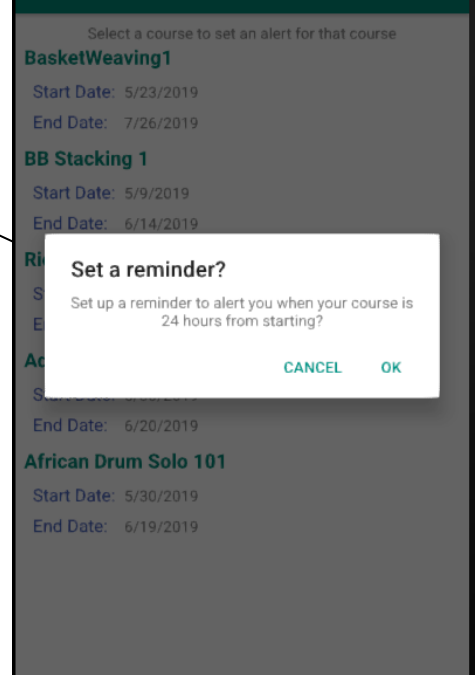 Select a course to set an alert for that course
BasketWeaving1
Start Date: 5/23/2019
End Date: 7/26/2019
BB Stacking 1
Start Date: 5/9/2019
End Date: 6/14/2019
Set a reminder?
Set up a reminder to alert you when your course is
24 hours from starting?
CANCEL OK
End Date: 6/20/2019
African Drum Solo 101
Start Date: 5/30/2019
End Date: 6/19/2019